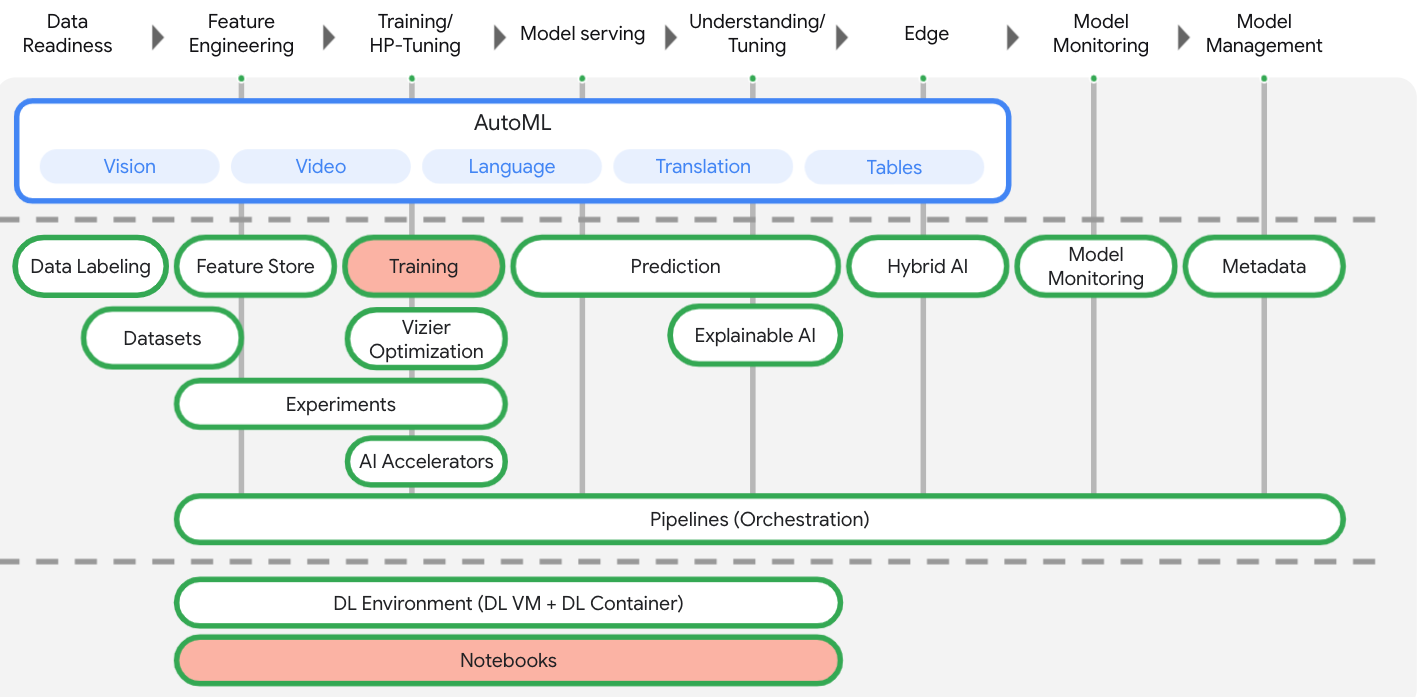 Data
Readiness
Feature
Engineering
Training/
HP-Tuning
Model serving
Understanding/
Tuning
Edge
Model
Monitoring
Model
Management
AutoML
Vision
Video
Language
Translation
Tables
Data Labeling
Feature Store
Training
Prediction
Hybrid AI
Model
Monitoring
Metadata
Datasets
Vizier
Optimization
Explainable AI
Experiments
AI Accelerators
Pipelines (Orchestration)
DL Environment (DL VM + DL Container)
Notebooks